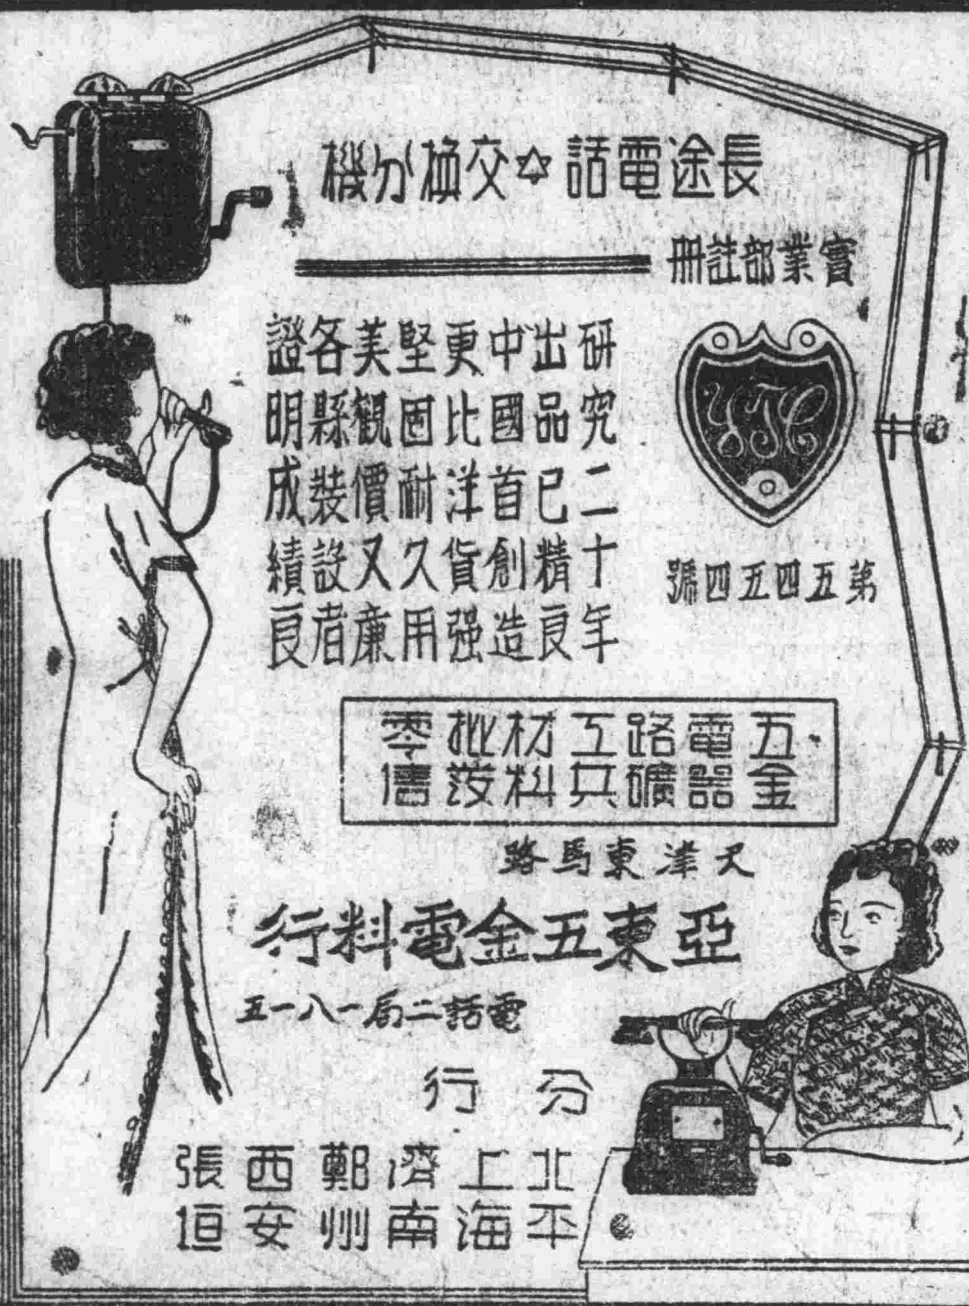 長途電話✡交換分機
實業部註冊
YTC
第五四五四號
研究二十年
出品已精良
中國首創造
更比洋貨強
堅固耐久用
美觀價又廉
各縣裝設者
證明成績良
五金
電器
路礦
工兵
材料
批發
零售
天津東馬路
亞東五金電料行
電話二局一八一五
分行
北平
上海
濟南
鄭州
西安
張垣